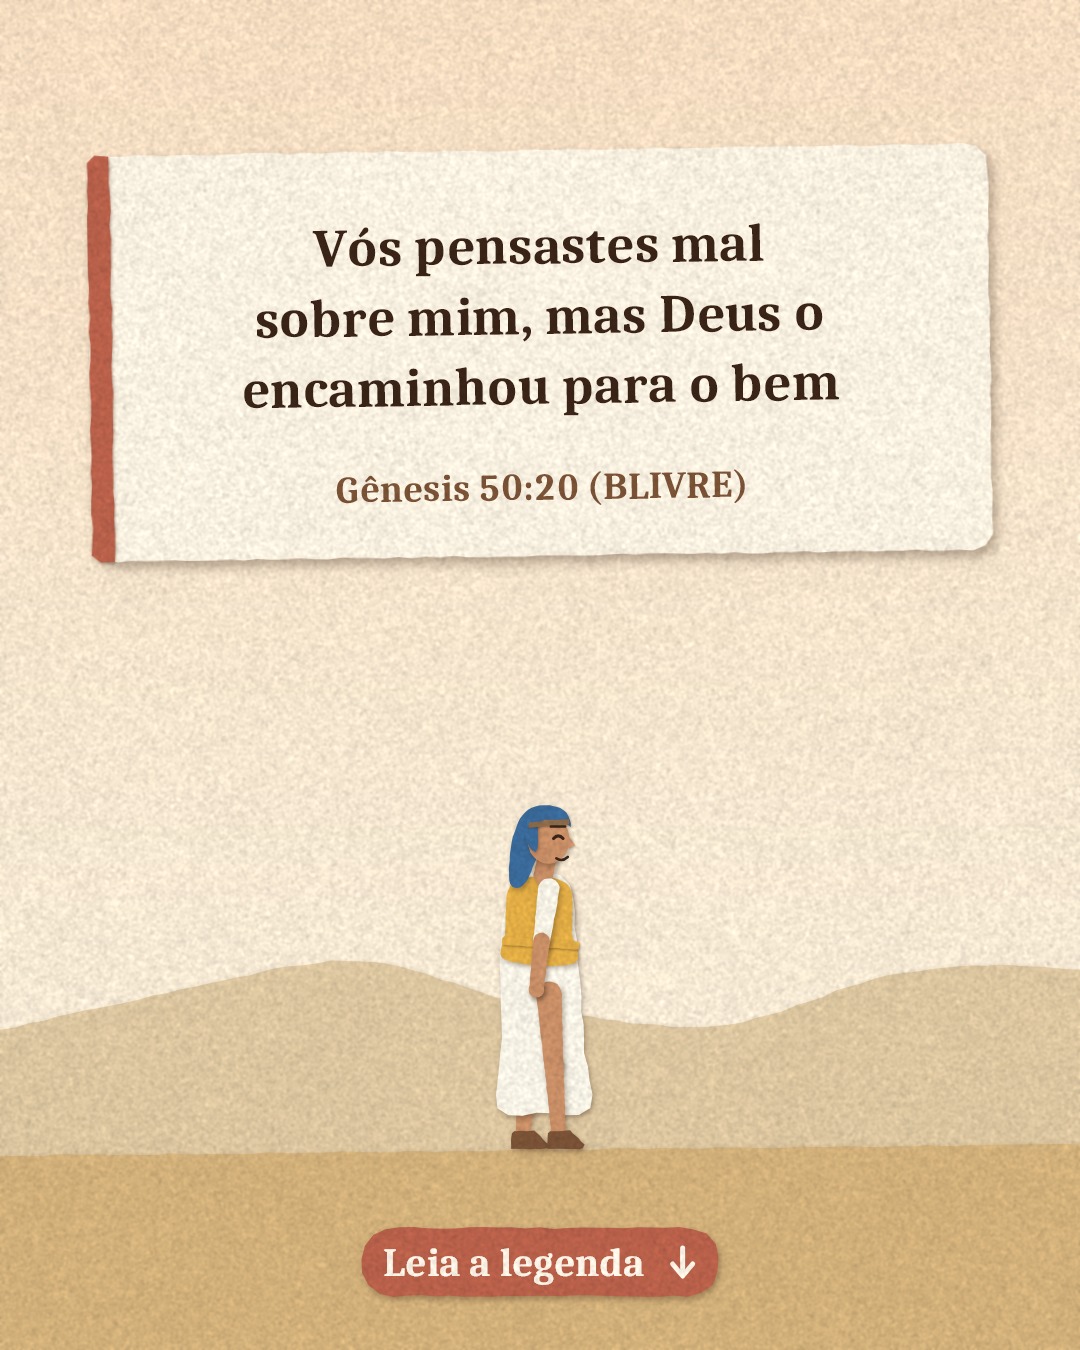 Vós pensastes mal
sobre mim, mas Deus o
encaminhou para o bem
Gênesis 50:20 (BLIVRE)
Leia a legenda ↓